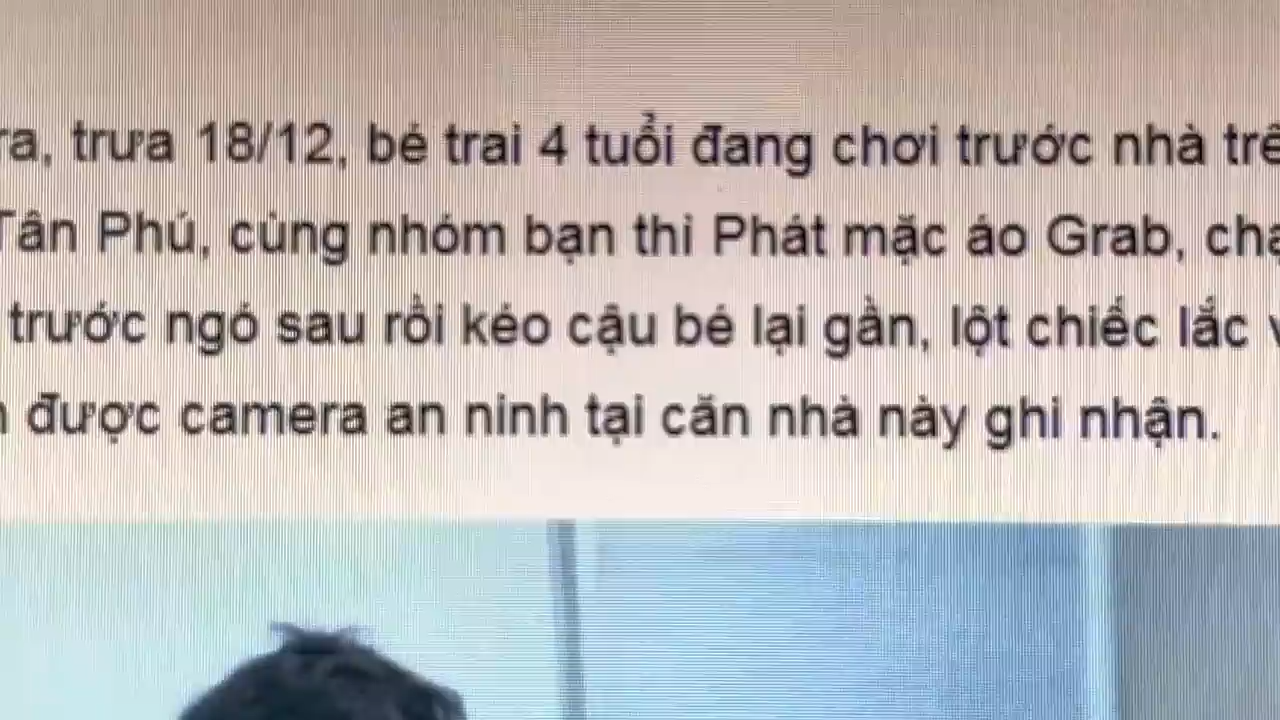 ra, trưa 18/12, bé trai 4 tuổi đang chơi trước nhà trê
Tân Phú, cùng nhóm bạn thì Phát mặc áo Grab, chạ
trước ngõ sau rồi kéo cậu bé lại gần, lột chiếc lắc
được camera an ninh tại căn nhà này ghi nhận.